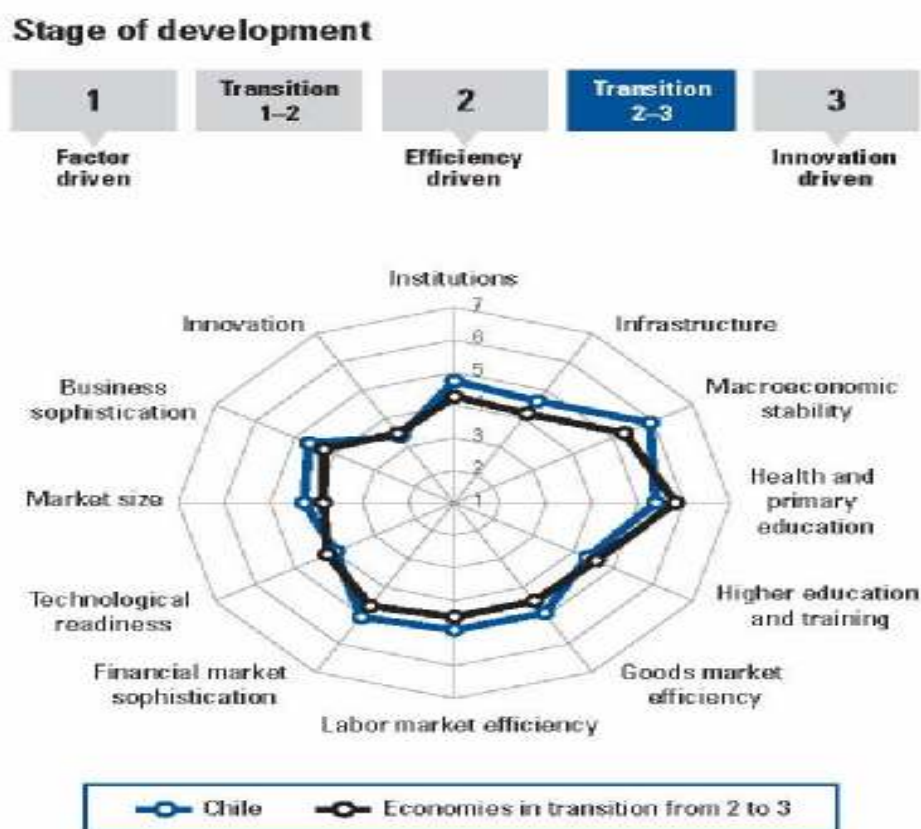 Stage of development
1
Transition
1–2
2
Transition
2–3
3
Factor
driven
Efficiency
driven
Innovation
driven
Institutions
Innovation
Infrastructure
Business
sophistication
Macroeconomic
stability
Market size
Health and
primary
education
Technological
readiness
Higher education
and training
Financial market
sophistication
Goods market
efficiency
Labor market efficiency
7
6
5
3
2
1
Chile
Economies in transition from 2 to 3